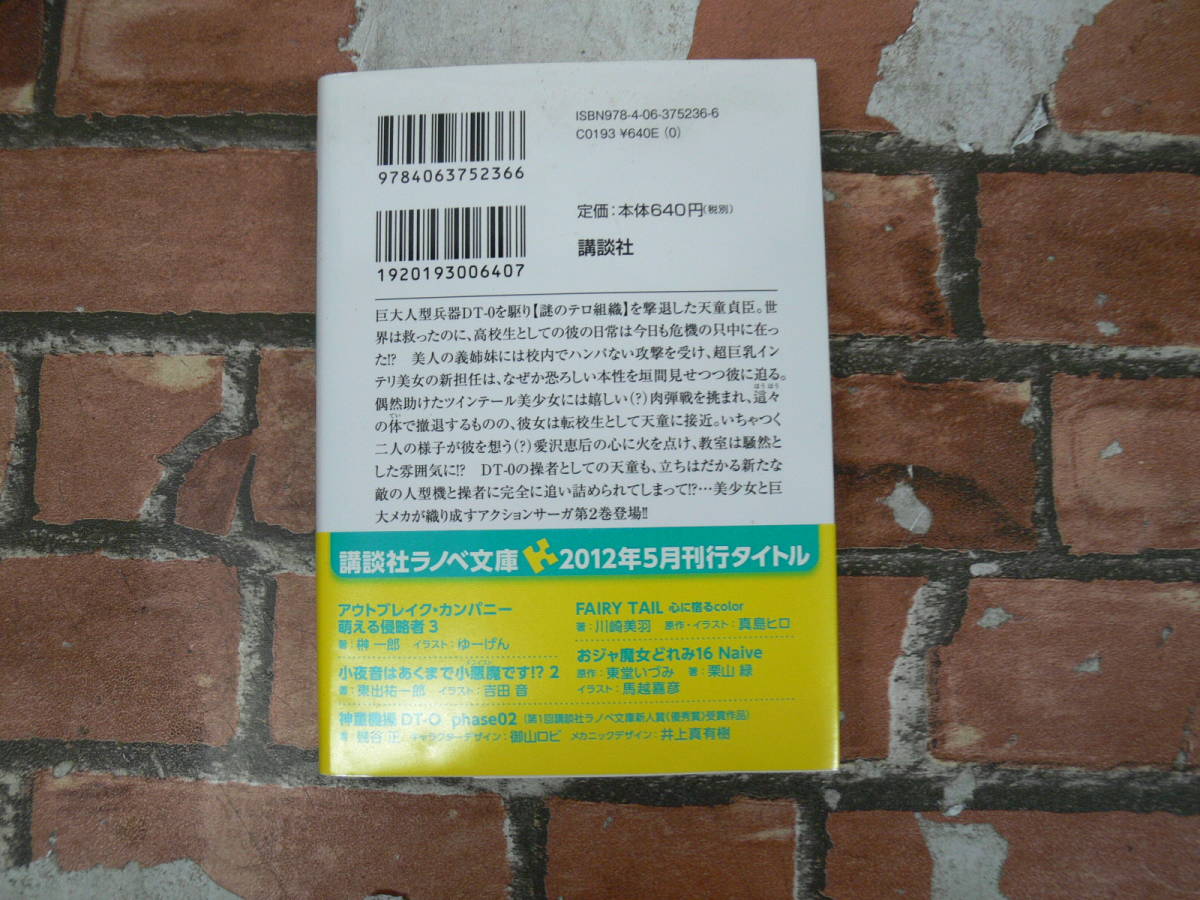 ISBN978-4-06-375236-6
C0193 ¥640E (0)
9784063752366
定価：本体640円(税別)
1920193006407
講談社
巨大人型兵器DT-0を駆り【謎のテロ組織】を撃退した天童貞臣。世
界は救ったのに、高校生としての彼の日常は今日も危機の只中に在っ
た!?　美人の義姉妹には校内でハンパない攻撃を受け、超巨乳イン
テリ美女の新担任は、なぜか恐ろしい本性を垣間見せつつ彼に迫る。
ほうほう
偶然助けたツインテール美少女には嬉しい(?)肉弾戦を挑まれ、這々
てい
の体で撤退するものの、彼女は転校生として天童に接近。いちゃつく
二人の様子が彼を想う(?)愛沢恵后の心に火を点け、教室は騒然と
した雰囲気に!?　DT-0の操者としての天童も、立ちはだかる新たな
敵の人型機と操者に完全に追い詰められてしまって!?…美少女と巨
大メカが織り成すアクションサーガ第2巻登場!!
講談社ラノベ文庫 2012年5月刊行タイトル
アウトブレイク・カンパニー
萌える侵略者 3
著：榊 一郎　イラスト：ゆーげん
小夜音はあくまで小悪魔です!? 2
著：東出祐一郎　イラスト：吉田 音
FAIRY TAIL 心に宿るcolor
著：川崎美羽　原作・イラスト：真島ヒロ
おジャ魔女どれみ16 Naive
原作：東堂いづみ　著：栗山 緑
イラスト：馬越嘉彦
神童機操 DT-O phase02 (第1回講談社ラノベ文庫新人賞〈優秀賞〉受賞作品)
著：幾谷 正　キャラクターデザイン：御山ロビ　メカニックデザイン：井上真有樹